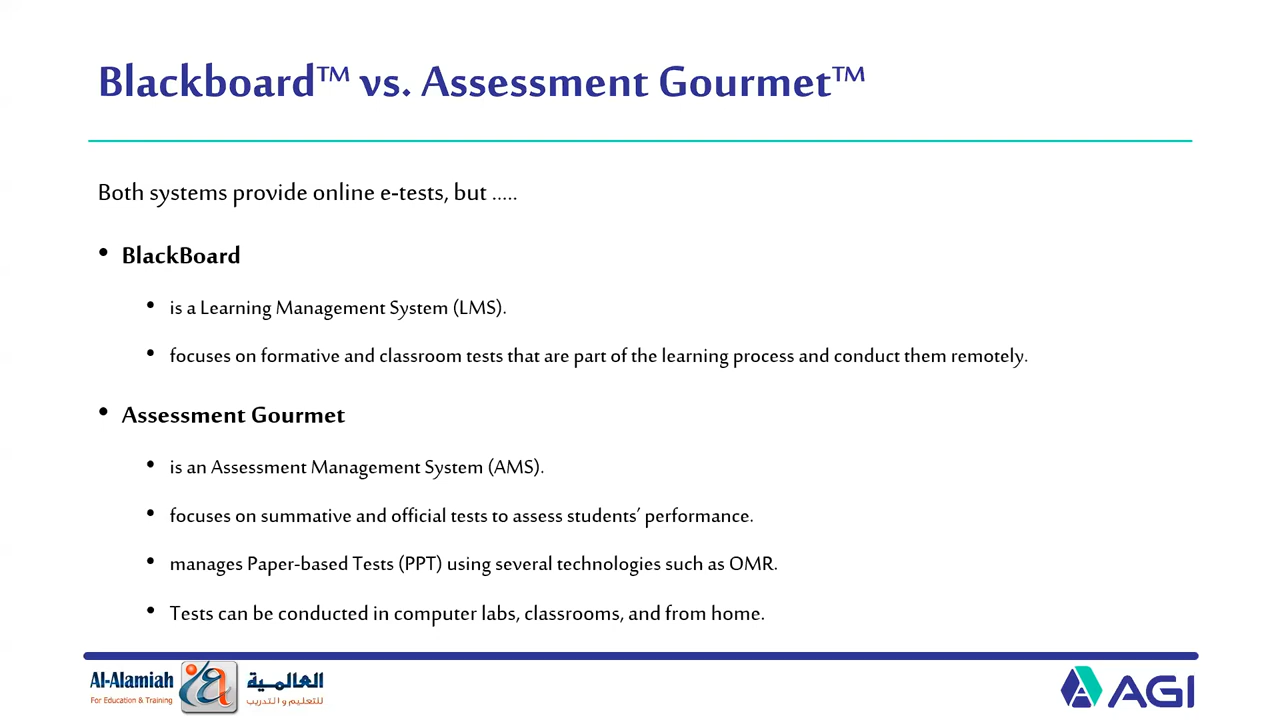 Blackboard™ vs. Assessment Gourmet™
Both systems provide online e-tests, but .....
• BlackBoard
• is a Learning Management System (LMS).
• focuses on formative and classroom tests that are part of the learning process and conduct them remotely.
• Assessment Gourmet
• is an Assessment Management System (AMS).
• focuses on summative and official tests to assess students’ performance.
• manages Paper-based Tests (PPT) using several technologies such as OMR.
• Tests can be conducted in computer labs, classrooms, and from home.
Al-Alamiah
For Education & Training
العالمية
للتعليم والتدريب
AGI